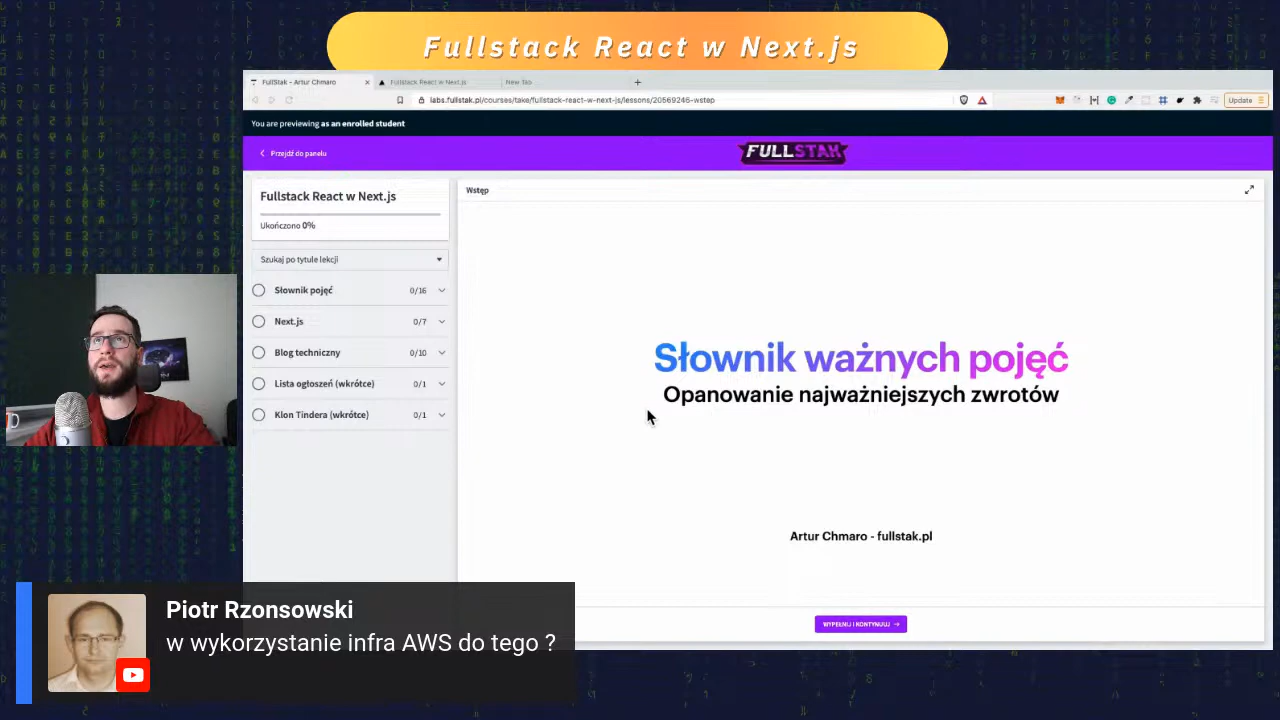 Fullstack React w Next.js
FullStak - Artur Chmaro
Fullstack React w Next.js
New Tab
labs.fullstak.pl/courses/take/fullstack-react-w-next-js/lessons/20569246-wstep
Update
You are previewing as an enrolled student
Przejdź do panelu
FULLSTAK
Fullstack React w Next.js
Ukończono 0%
Szukaj po tytule lekcji
Słownik pojęć 0/16
Next.js 0/7
Blog techniczny 0/10
Lista ogłoszeń (wkrótce) 0/1
Klon Tindera (wkrótce) 0/1
Wstęp
Słownik ważnych pojęć
Opanowanie najważniejszych zwrotów
Artur Chmaro - fullstak.pl
WYPEŁNIJ I KONTYNUUJ →
Piotr Rzonsowski
w wykorzystanie infra AWS do tego ?